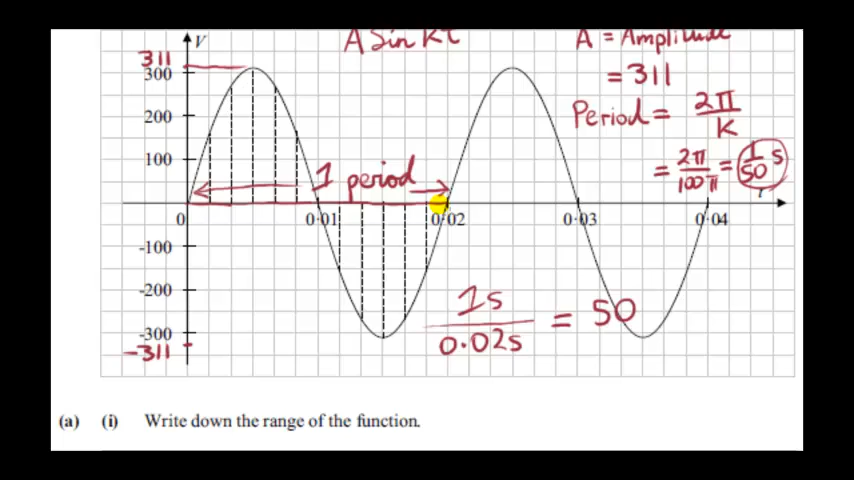 V
A Sin Kt
A = Amplitude
= 311
Period = 2π/K
= 2π/100π = 1/50 s
311
300
200
100
1 period
0 0·01 0·02 0·03 0·04
t
-100
-200
-300
-311
1s/0.02s = 50
(a) (i) Write down the range of the function.